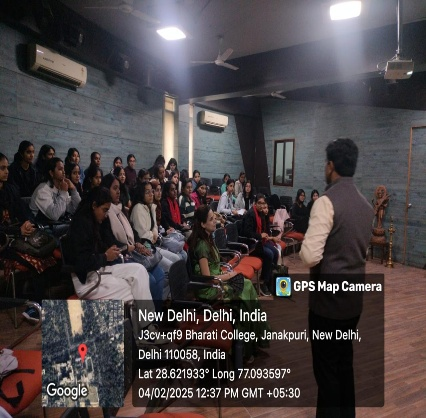 GPS Map Camera
New Delhi, Delhi, India
J3cv+qf9 Bharati College, Janakpuri, New Delhi,
Delhi 110058, India
Lat 28.621933° Long 77.093597°
04/02/2025 12:37 PM GMT +05:30
Google